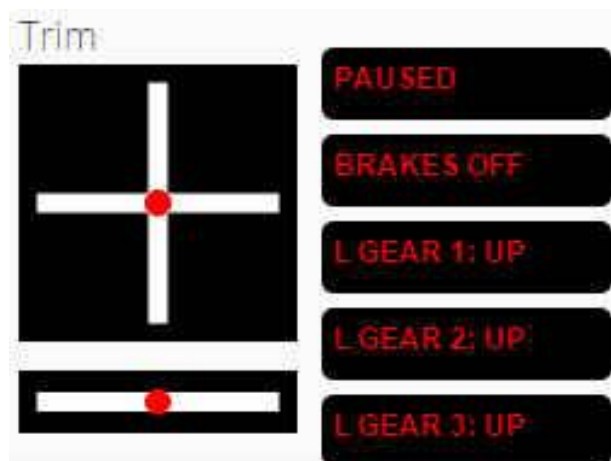 Trim
PAUSED
BRAKES OFF
L GEAR 1: UP
L GEAR 2: UP
L GEAR 3: UP